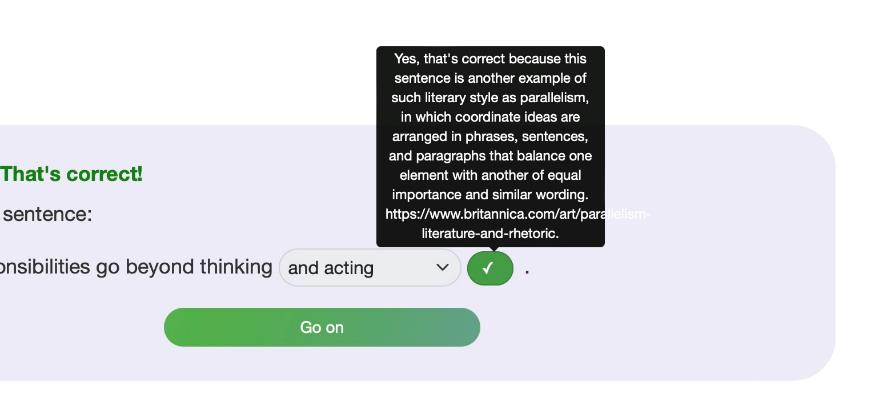 Yes, that's correct because this
sentence is another example of
such literary style as parallelism,
in which coordinate ideas are
arranged in phrases, sentences,
and paragraphs that balance one
element with another of equal
importance and similar wording.
https://www.britannica.com/art/parallelism-
literature-and-rhetoric.
That's correct!
sentence:
onsibilities go beyond thinking and acting ✓ .
Go on